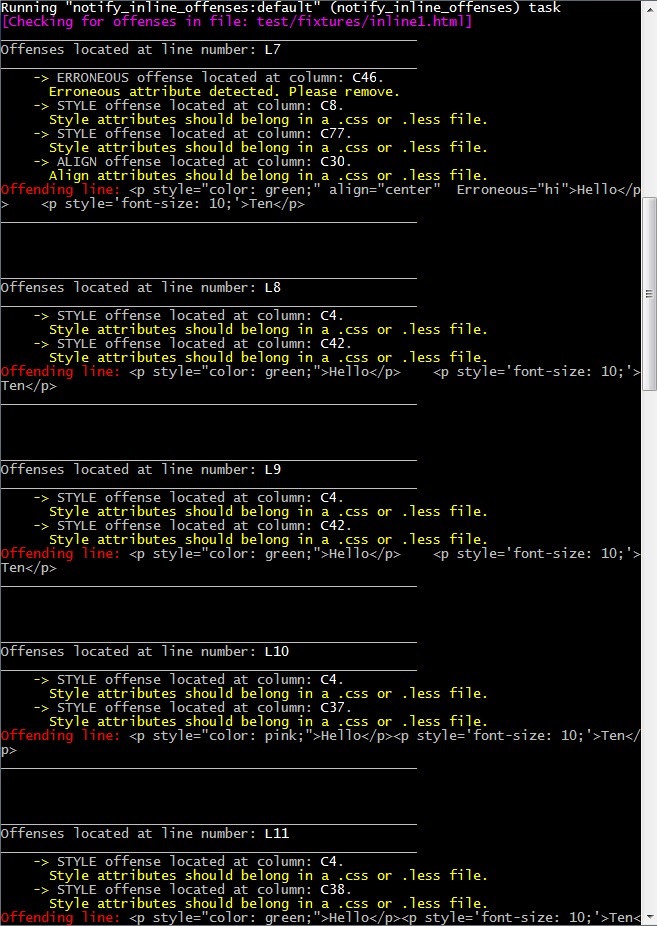 Running "notify_inline_offenses:default" (notify_inline_offenses) task
[Checking for offenses in file: test/fixtures/inline1.html]
Offenses located at line number: L7
-> ERRONEOUS offense located at column: C46.
Erroneous attribute detected. Please remove.
-> STYLE offense located at column: C8.
Style attributes should belong in a .css or .less file.
-> STYLE offense located at column: C77.
Style attributes should belong in a .css or .less file.
-> ALIGN offense located at column: C30.
Align attributes should belong in a .css or .less file.
Offending line: <p style="color: green;" align="center"  Erroneous="hi">Hello</p
>    <p style='font-size: 10;'>Ten</p>
Offenses located at line number: L8
-> STYLE offense located at column: C4.
Style attributes should belong in a .css or .less file.
-> STYLE offense located at column: C42.
Style attributes should belong in a .css or .less file.
Offending line: <p style="color: green;">Hello</p>    <p style='font-size: 10;'>
Ten</p>
Offenses located at line number: L9
-> STYLE offense located at column: C4.
Style attributes should belong in a .css or .less file.
-> STYLE offense located at column: C42.
Style attributes should belong in a .css or .less file.
Offending line: <p style="color: green;">Hello</p>    <p style='font-size: 10;'>
Ten</p>
Offenses located at line number: L10
-> STYLE offense located at column: C4.
Style attributes should belong in a .css or .less file.
-> STYLE offense located at column: C37.
Style attributes should belong in a .css or .less file.
Offending line: <p style="color: pink;">Hello</p><p style='font-size: 10;'>Ten</
p>
Offenses located at line number: L11
-> STYLE offense located at column: C4.
Style attributes should belong in a .css or .less file.
-> STYLE offense located at column: C38.
Style attributes should belong in a .css or .less file.
Offending line: <p style="color: green;">Hello</p><p style='font-size: 10;'>Ten<